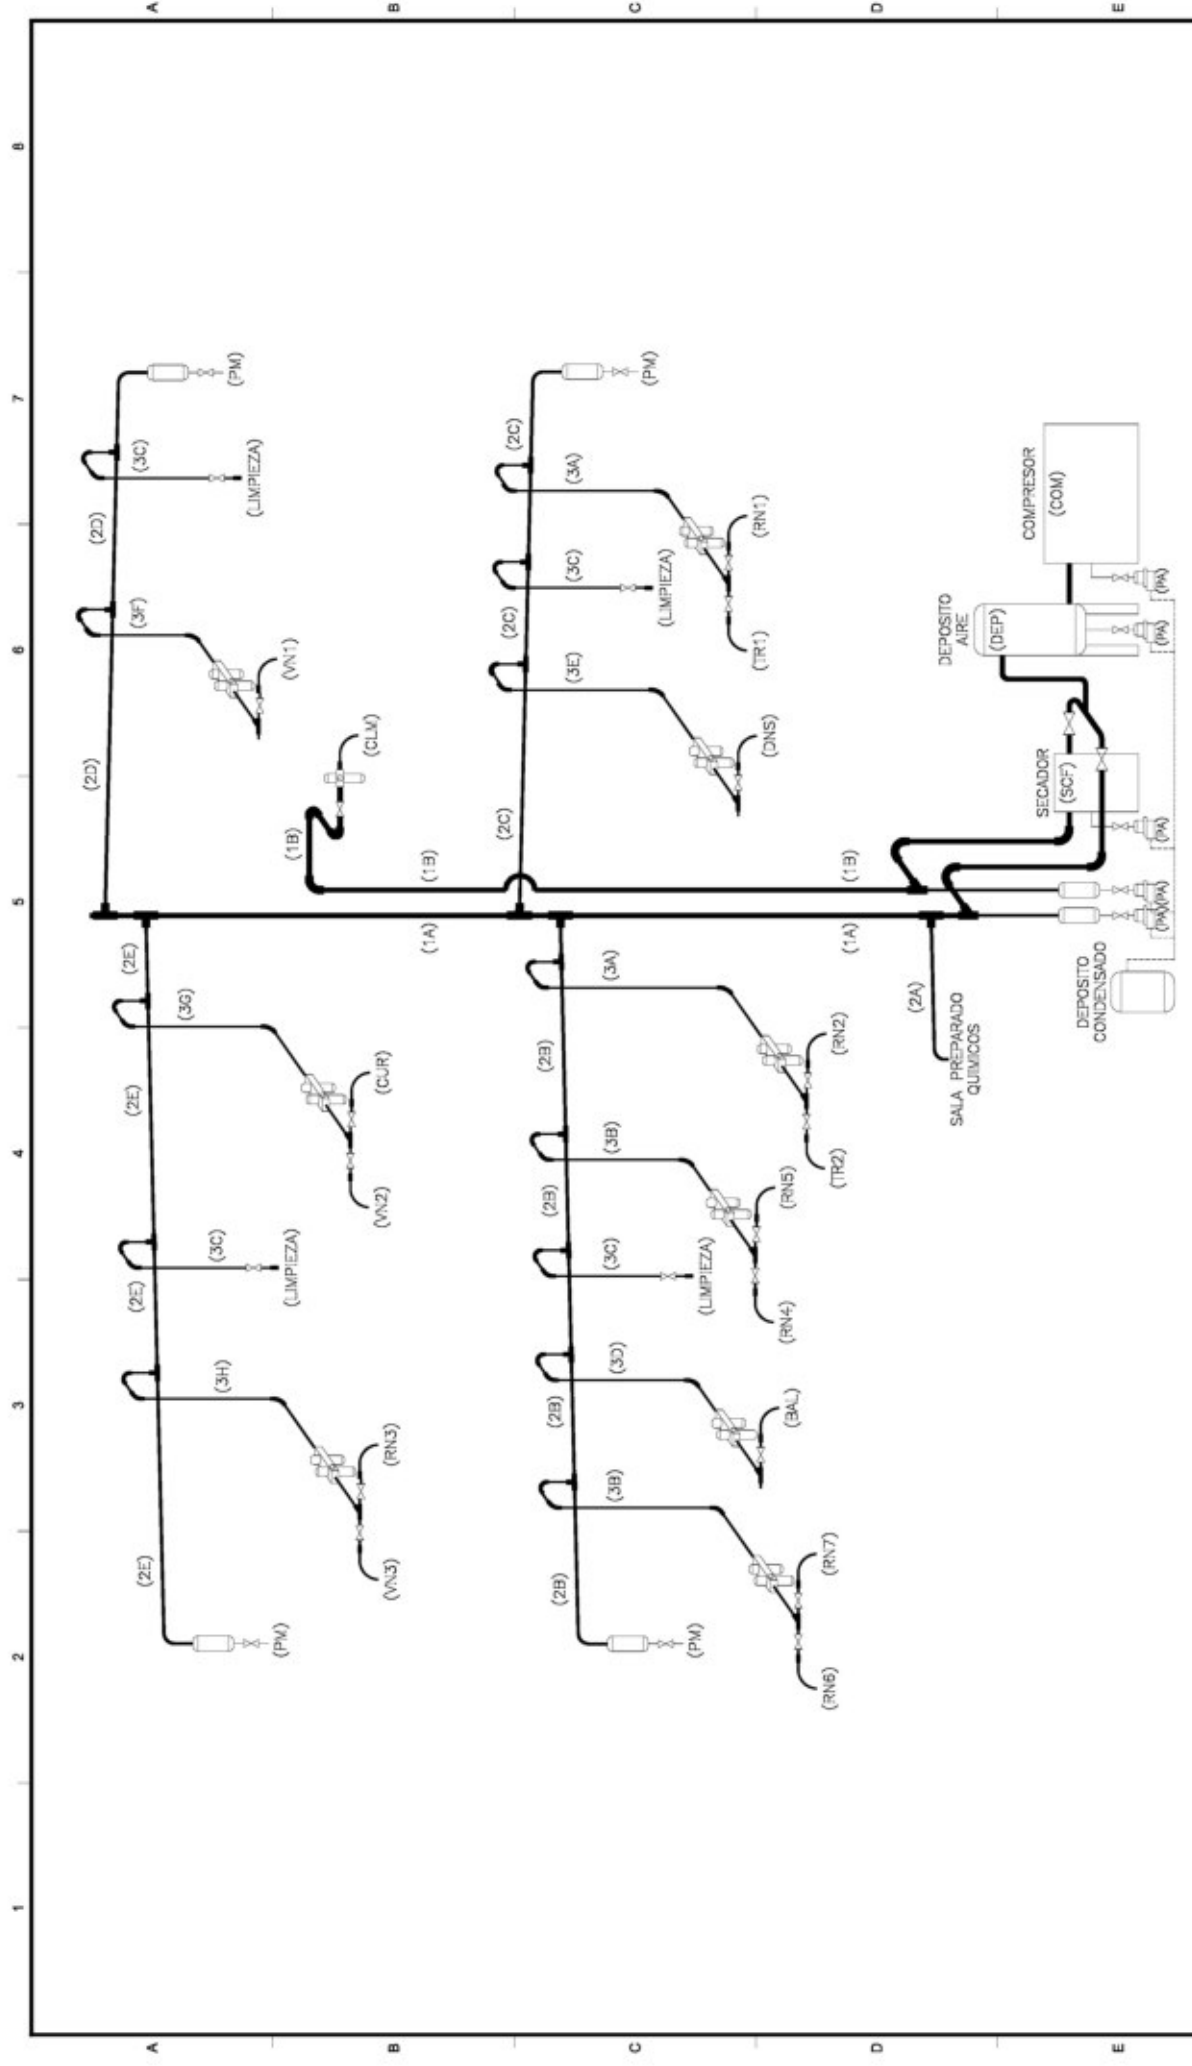 1 2 3 4 5 6 7 8
A A
(2E) (2E) (2E) (2E) (2D) (2D)
(3H) (3C) (3G) (3F) (3C)
(PM) (LIMPIEZA) (VN1) (LIMPIEZA) (PM)
(VN3) (RN3) (VN2) (CUR) (1B) (CLM)
B B
(1A) (1B)
(2B) (2B) (2B) (2B) (2C) (2C) (2C)
(3B) (3D) (3C) (3B) (3A) (3E) (3C) (3A)
C C
(PM) (LIMPIEZA) (LIMPIEZA) (PM)
(RN4) (BAL) (RN5) (DNS) (TR1) (RN1)
(RN6) (RN7) (TR2) (RN2)
(1A) (1B)
D D
(2A)
SALA PREPARADO
QUIMICOS
DEPOSITO
AIRE
(DEP)
COMPRESOR
(COM)
SECADOR
(SCF)
DEPOSITO
CONDENSADO
(PA) (PA) (PA) (PA) (PA)
E E